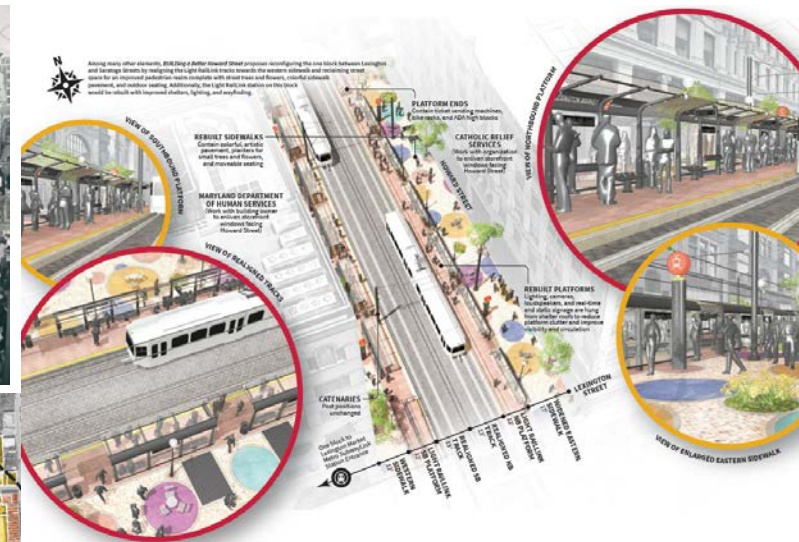 Among many other elements, BUILDing a Better Howard Street proposes reconfiguring the one block between Lexington
and Saratoga Streets by realigning the Light RailLink tracks towards the western sidewalk and reclaiming street
space for an improved pedestrian realm complete with street trees and flowers, colorful sidewalk
pavement, and outdoor seating. Additionally, the Light RailLink station on this block
would be rebuilt with improved shelters, lighting, and wayfinding.
PLATFORM ENDS
Contain ticket vending machines,
bike racks, and ADA high blocks
REBUILT SIDEWALKS
Contain colorful, artistic
pavement, planters for
small trees and flowers,
and moveable seating
CATHOLIC RELIEF
SERVICES
(Work with organization
to enliven storefront
windows facing
Howard Street)
HOWARD STREET
VIEW OF NORTHBOUND PLATFORM
VIEW OF SOUTHBOUND PLATFORM
MARYLAND DEPARTMENT
OF HUMAN SERVICES
(Work with building owner
to enliven storefront
windows facing
Howard Street)
VIEW OF REALIGNED TRACKS
REBUILT PLATFORMS
Lighting, cameras,
loudspeakers, and real-time
and static signage are hung
from shelter roofs to reduce
platform clutter and improve
visibility and circulation
CATENARIES
Post positions
unchanged
LEXINGTON
STREET
One block to
Lexington Market
Metro SubwayLink
Station Entrance
WESTERN
SIDEWALK
LIGHT RAILLINK
SB PLATFORM
REALIGNED SB
TRACK
REALIGNED NB
TRACK
LIGHT RAILLINK
NB PLATFORM
WIDENED EASTERN
SIDEWALK
VIEW OF ENLARGED EASTERN SIDEWALK